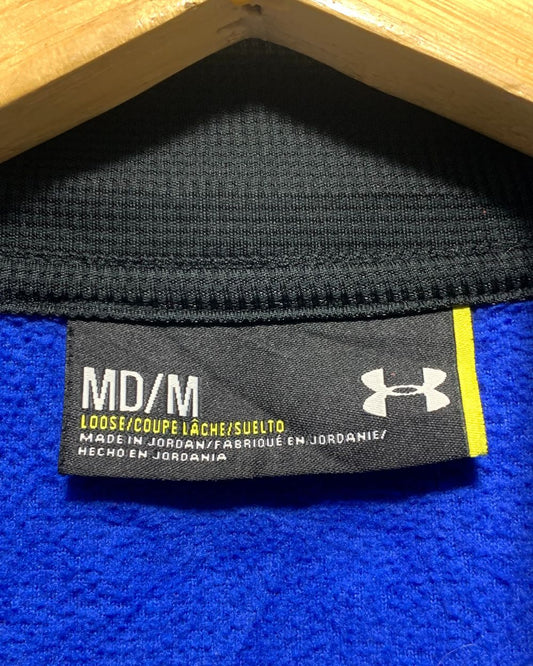 MD/M
LOOSE/COUPE LÂCHE/SUELTO
MADE IN JORDAN/FABRIQUÉ EN JORDANIE/
HECHO EN JORDANIA